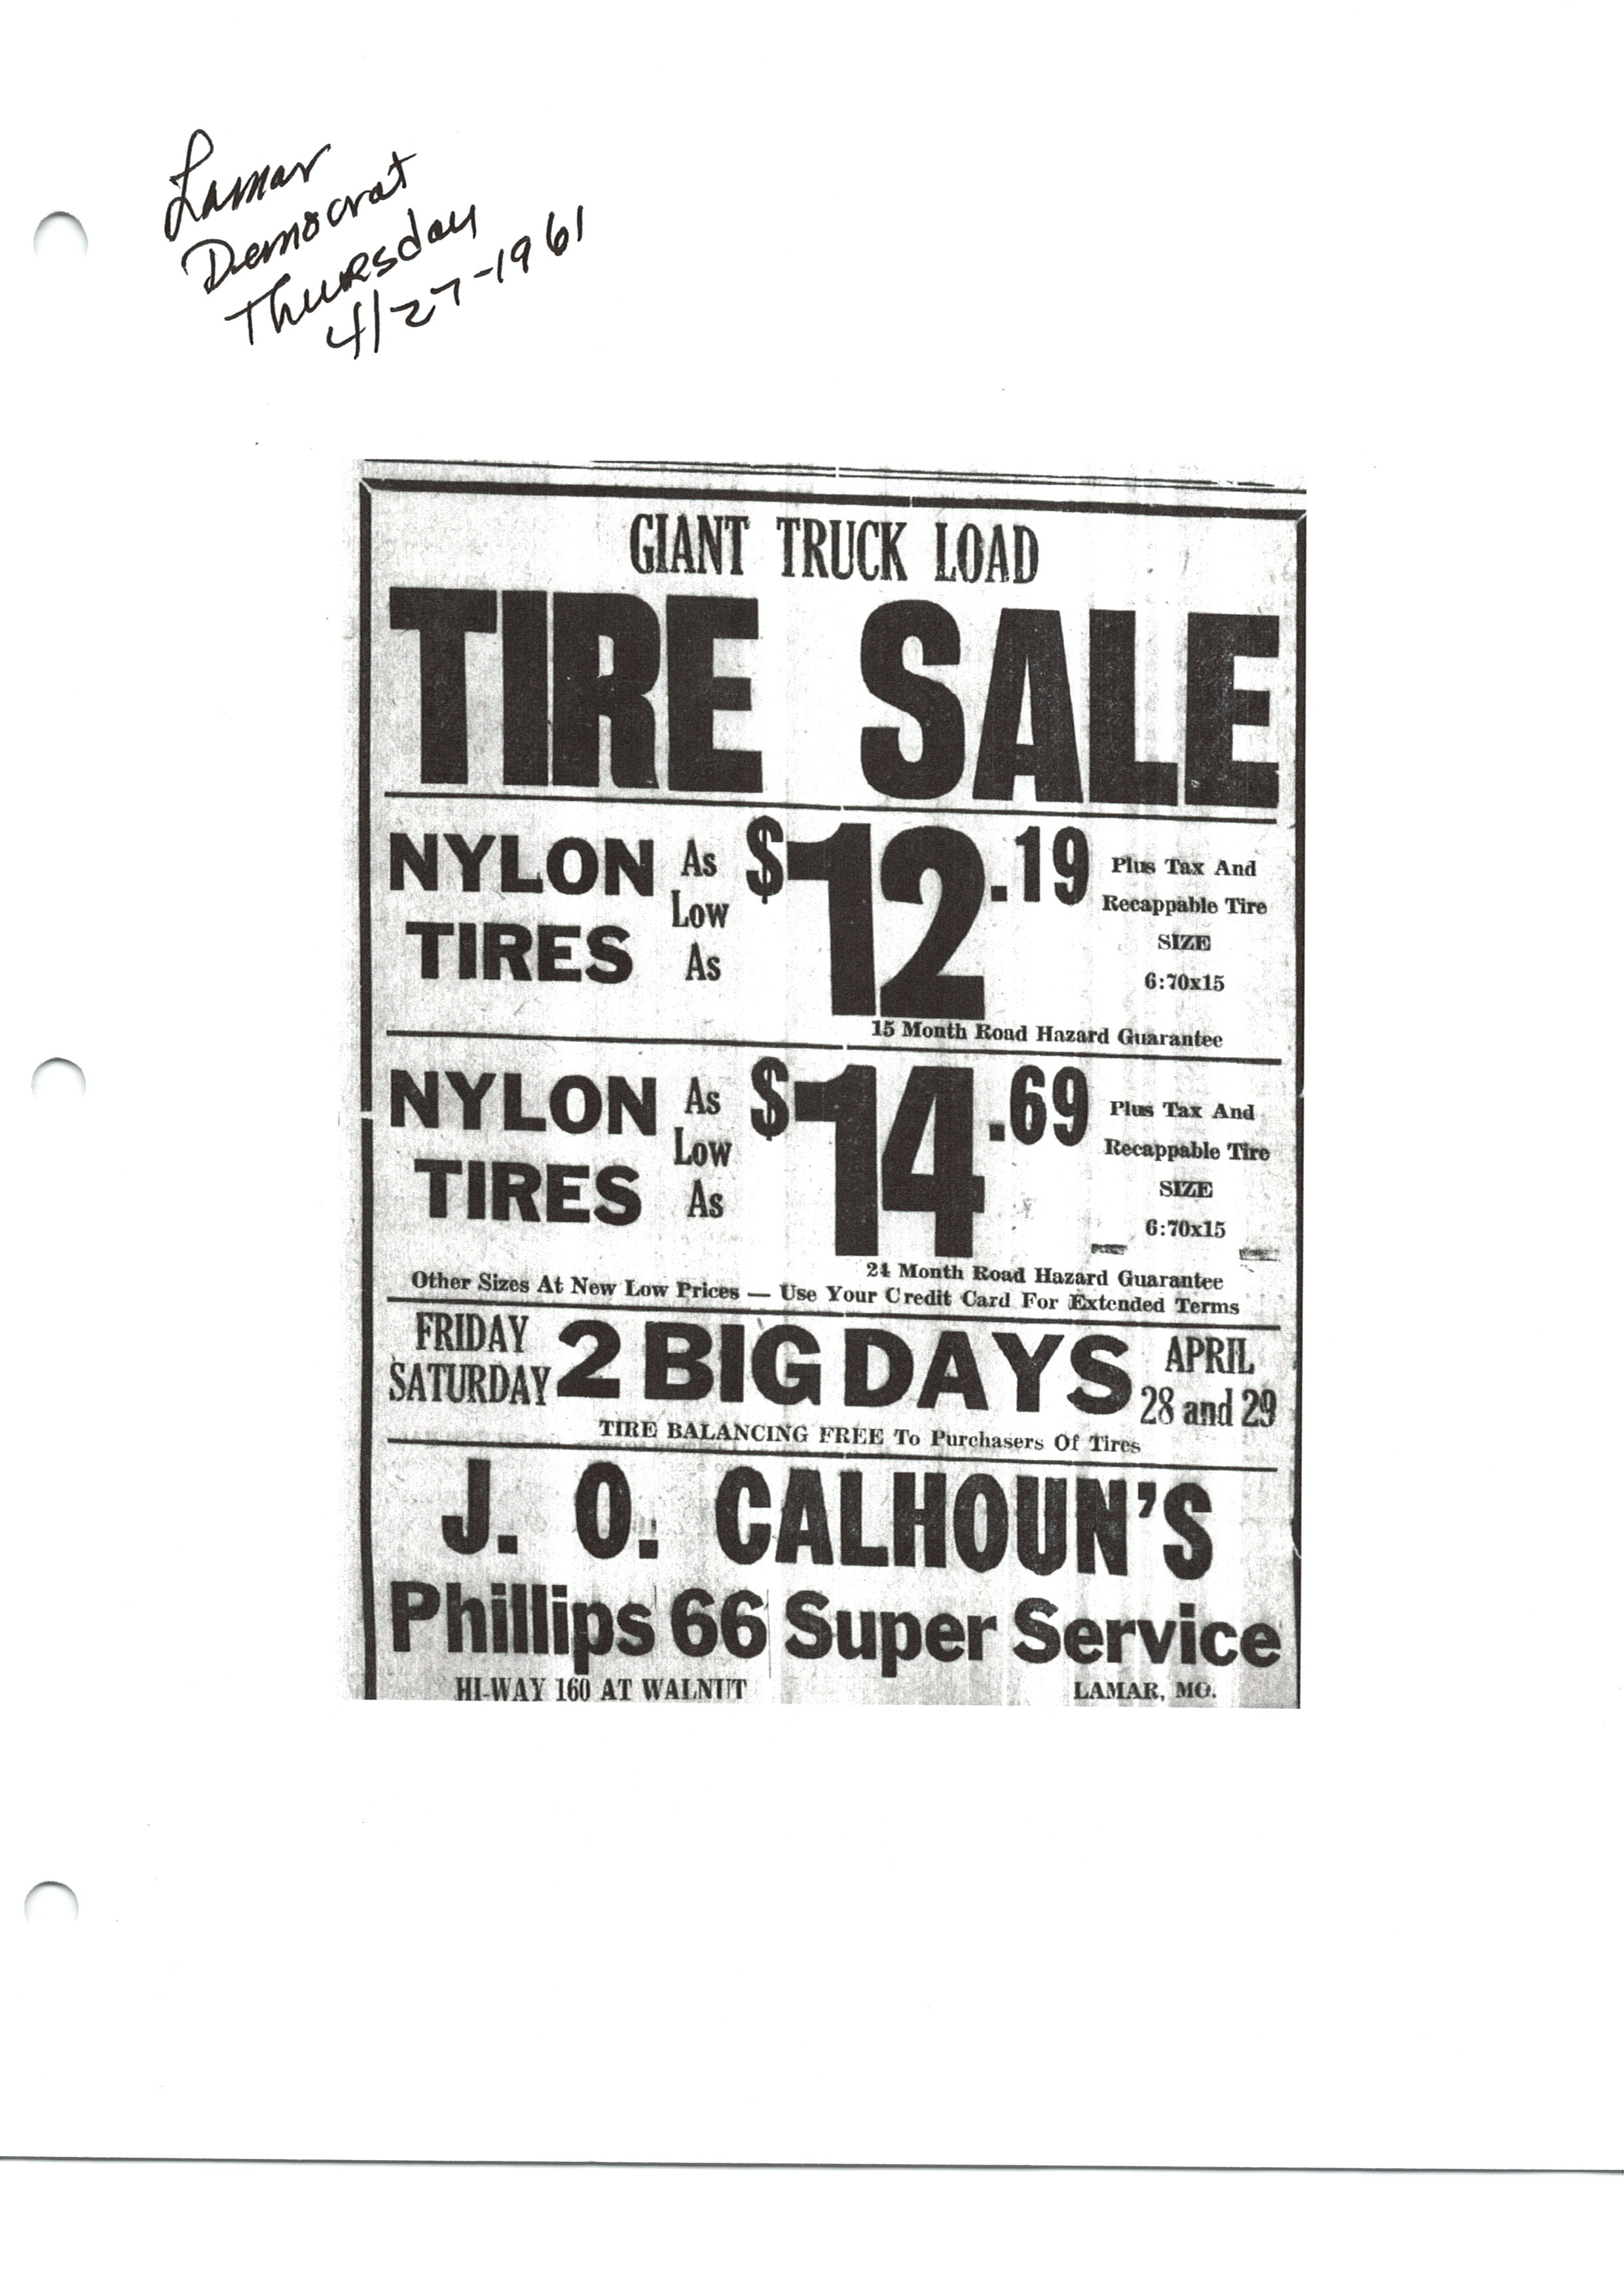 Lamar
Democrat
Thursday
4/27-1961
GIANT TRUCK LOAD
TIRE SALE
NYLON TIRES As Low As $12.19 Plus Tax And
Recappable Tire
SIZE
6:70x15
15 Month Road Hazard Guarantee
NYLON TIRES As Low As $14.69 Plus Tax And
Recappable Tire
SIZE
6:70x15
24 Month Road Hazard Guarantee
Other Sizes At New Low Prices — Use Your Credit Card For Extended Terms
FRIDAY
SATURDAY
2 BIG DAYS
APRIL
28 and 29
TIRE BALANCING FREE To Purchasers Of Tires
J. O. CALHOUN'S
Phillips 66 Super Service
HI-WAY 160 AT WALNUT LAMAR, MO.